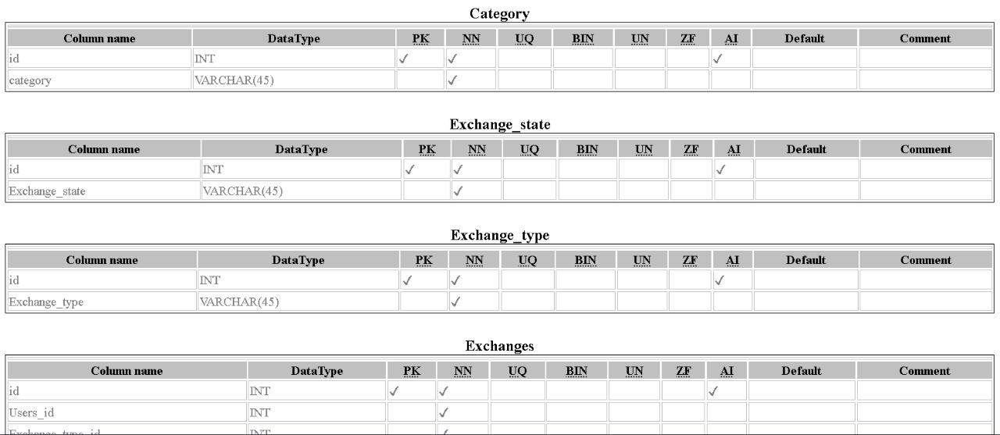 Category
Column name DataType PK NN UQ BIN UN ZF AI Default Comment
id INT ✓ ✓ ✓
category VARCHAR(45) ✓
Exchange_state
Column name DataType PK NN UQ BIN UN ZF AI Default Comment
id INT ✓ ✓ ✓
Exchange_state VARCHAR(45) ✓
Exchange_type
Column name DataType PK NN UQ BIN UN ZF AI Default Comment
id INT ✓ ✓ ✓
Exchange_type VARCHAR(45) ✓
Exchanges
Column name DataType PK NN UQ BIN UN ZF AI Default Comment
id INT ✓ ✓ ✓
Users_id INT ✓
Exchange_type_id INT ✓